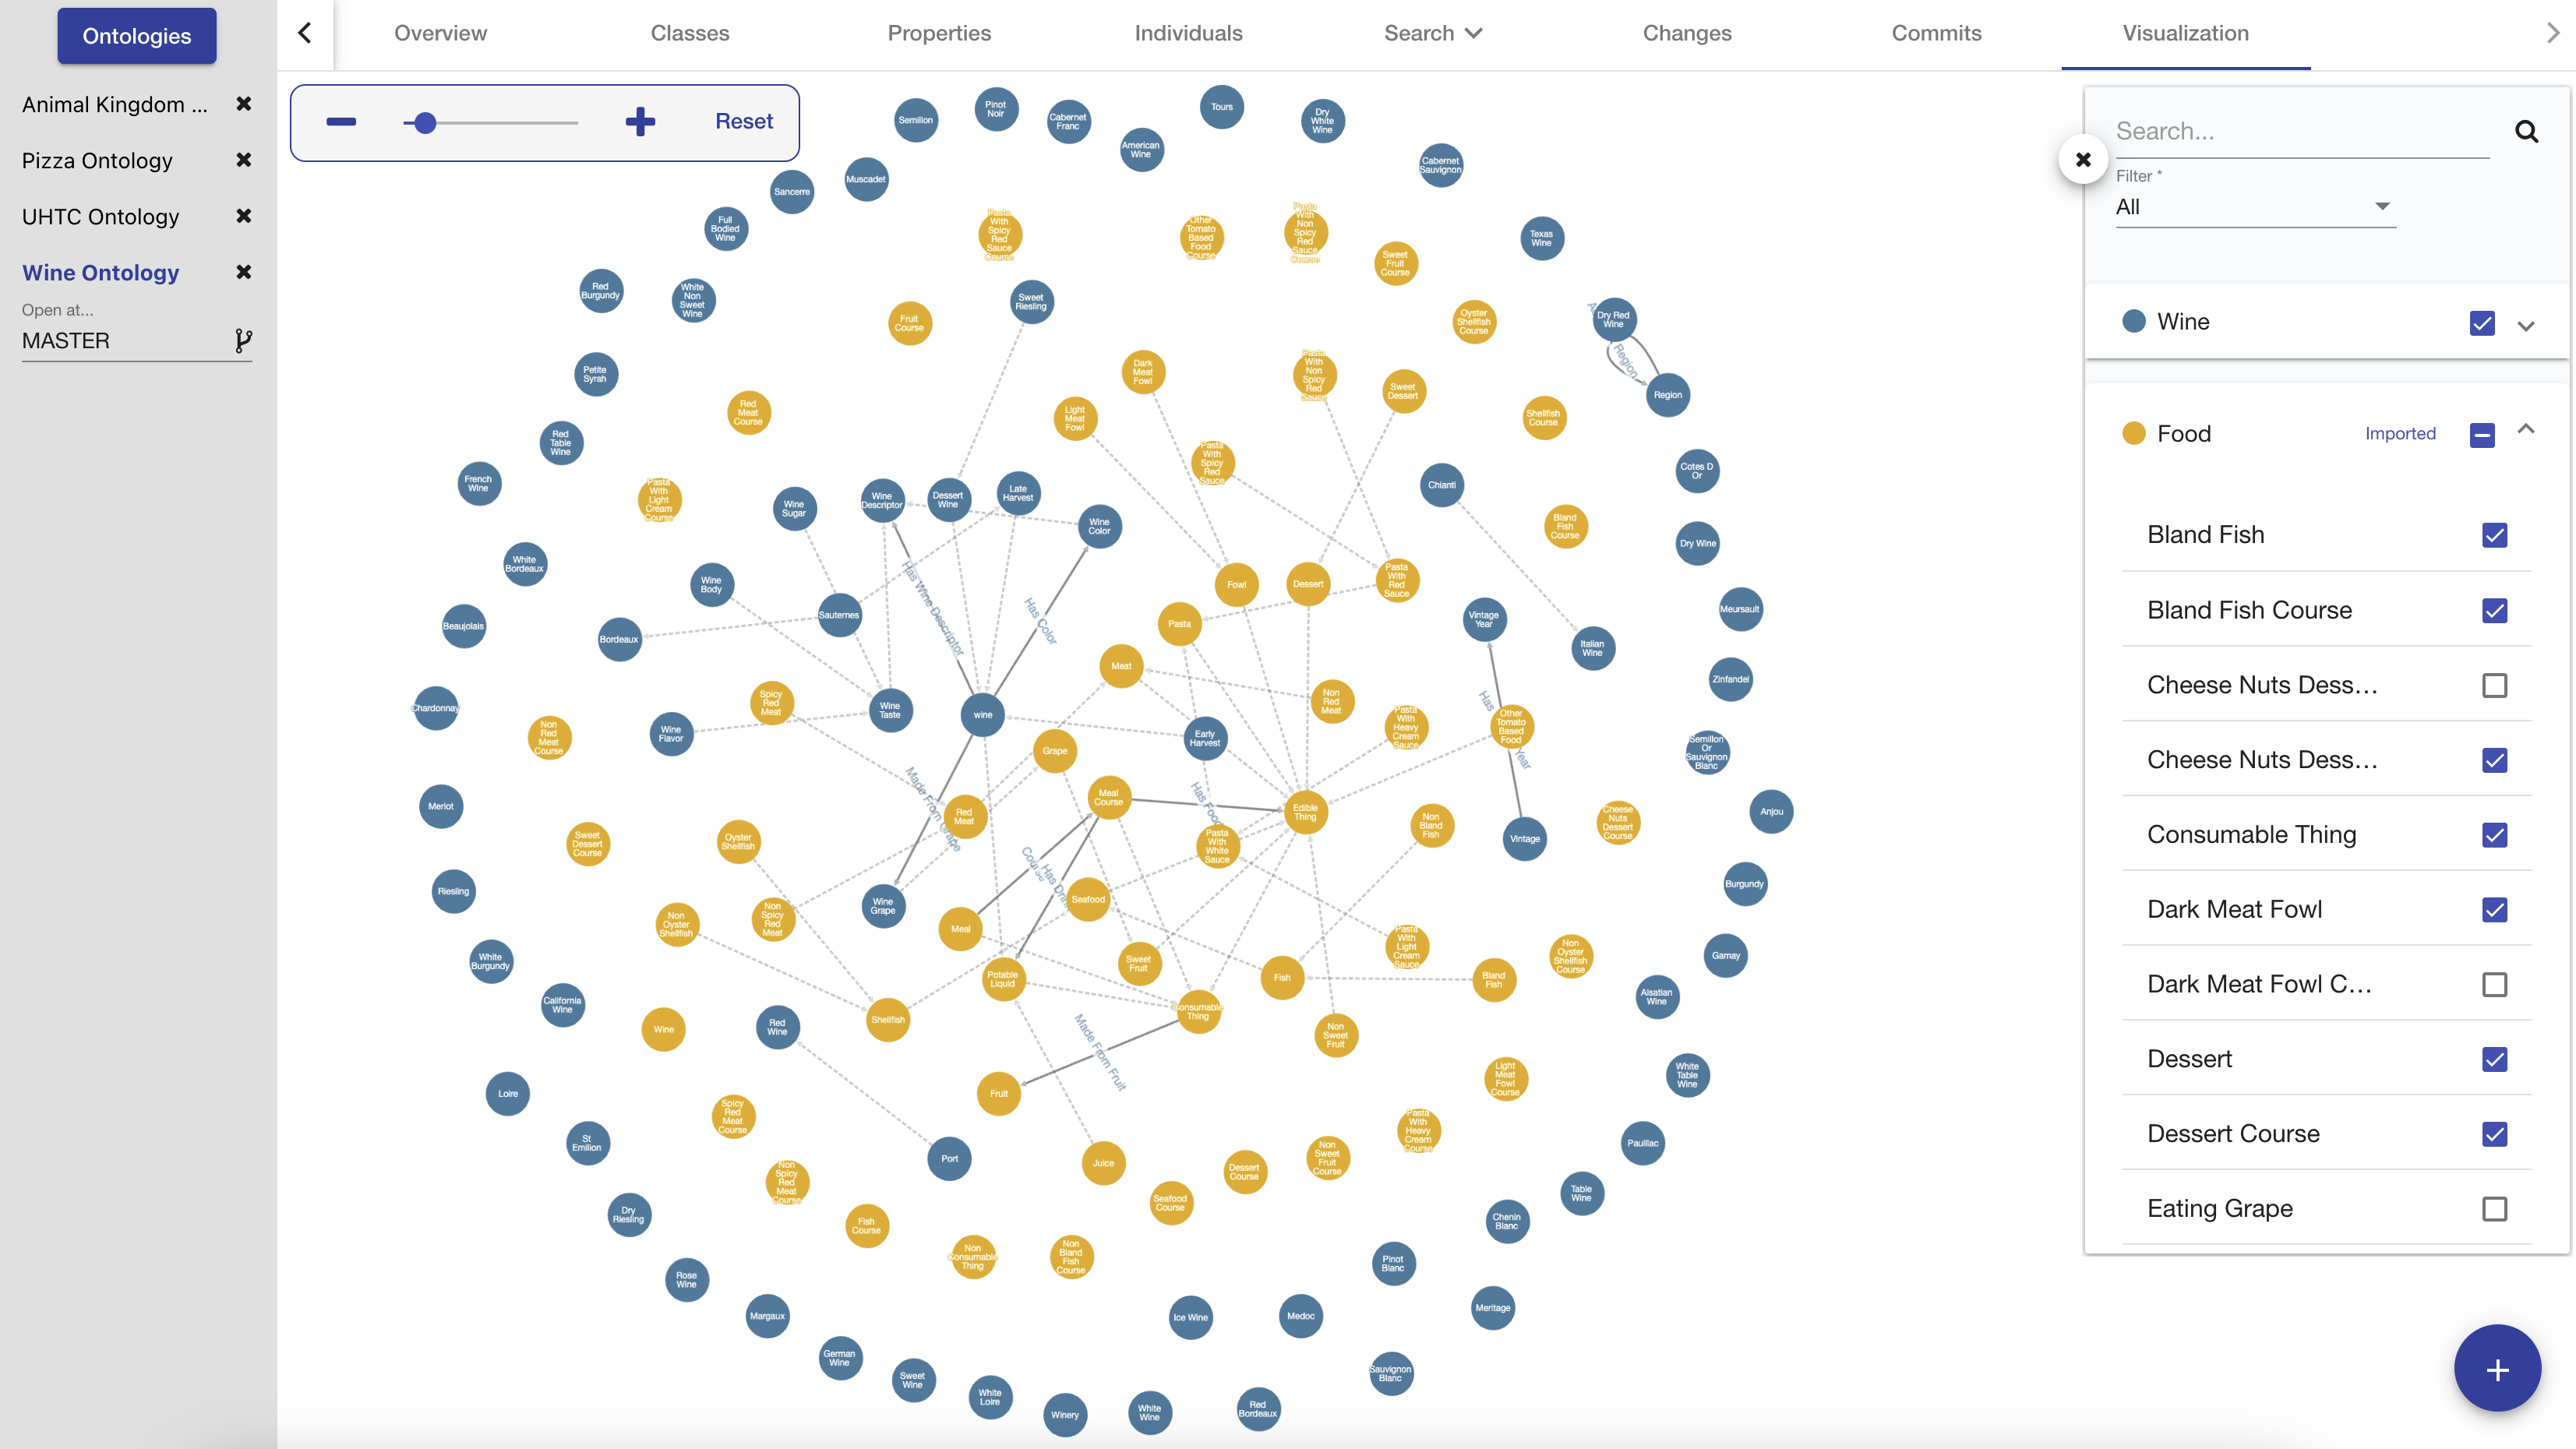 Ontologies
Overview
Classes
Properties
Individuals
Search
Changes
Commits
Visualization
Animal Kingdom ...
Pizza Ontology
UHTC Ontology
Wine Ontology
Open at...
MASTER
Reset
Search...
Filter *
All
Wine
Food
Imported
Bland Fish
Bland Fish Course
Cheese Nuts Dess...
Cheese Nuts Dess...
Consumable Thing
Dark Meat Fowl
Dark Meat Fowl C...
Dessert
Dessert Course
Eating Grape
Semillon
Pinot
Noir
Cabernet
Franc
American
Wine
Tours
Dry
White
Wine
Cabernet
Sauvignon
Sancerre
Muscadet
Full
Bodied
Wine
Pasta
With
Spicy
Red
Sauce
Course
Other
Tomato
Based
Food
Course
Pasta
With
Non
Spicy
Red
Sauce
Course
Sweet
Fruit
Course
Texas
Wine
Red
Burgundy
White
Non
Sweet
Wine
Fruit
Course
Sweet
Riesling
Oyster
Shellfish
Course
Dry Red
Wine
Region
Region
Petite
Syrah
Red
Meat
Course
Dark
Meat
Fowl
Light
Meat
Fowl
Pasta
With
Non
Spicy
Red
Sauce
Sweet
Dessert
Shellfish
Course
Red
Table
Wine
French
Wine
Pasta
With
Light
Cream
Course
Wine
Sugar
Wine
Descriptor
Dessert
Wine
Late
Harvest
Wine
Color
Pasta
With
Spicy
Red
Sauce
Chianti
Cotes D
Or
Bland
Fish
Course
Dry Wine
White
Bordeaux
Wine
Body
Sauternes
Has Wine Descriptor
Has Color
Fowl
Dessert
Pasta
With
Red
Sauce
Pasta
Vintage
Year
Italian
Wine
Meursault
Beaujolais
Bordeaux
Meat
Zinfandel
Chardonnay
Non
Red
Meat
Course
Wine
Flavor
Spicy
Red
Meat
Wine
Taste
wine
Grape
Early
Harvest
Non
Red
Meat
Pasta
With
Heavy
Cream
Sauce
Has
Other
Tomato
Based
Food
Year
Semillon
Or
Sauvignon
Blanc
Merlot
Sweet
Dessert
Course
Oyster
Shellfish
Made From Grape
Red
Meat
Meal
Course
Has Food
Edible
Thing
Pasta
With
White
Sauce
Non
Bland
Fish
Vintage
Cheese
Nuts
Dessert
Course
Anjou
Riesling
Non
Oyster
Shellfish
Non
Spicy
Red
Meat
Wine
Grape
Course
Has Drink
Seafood
Burgundy
White
Burgundy
Meal
Potable
Liquid
Sweet
Fruit
Fish
Pasta
With
Light
Cream
Sauce
Bland
Fish
Non
Oyster
Shellfish
Course
Gamay
California
Wine
Wine
Red
Wine
Shellfish
Consumable
Thing
Non
Sweet
Fruit
Alsatian
Wine
Loire
Fruit
Made From Fruit
Light
Meat
Fowl
Course
White
Table
Wine
St
Emilion
Spicy
Red
Meat
Course
Port
Juice
Non
Sweet
Fruit
Course
Pasta
With
Heavy
Cream
Course
Pauillac
Dry
Riesling
Non
Spicy
Red
Meat
Course
Fish
Course
Seafood
Course
Dessert
Course
Table
Wine
Chenin
Blanc
Rose
Wine
Non
Consumable
Thing
Non
Bland
Fish
Course
Pinot
Blanc
Margaux
Ice Wine
Medoc
Meritage
German
Wine
Sweet
Wine
White
Loire
Winery
White
Wine
Red
Bordeaux
Sauvignon
Blanc